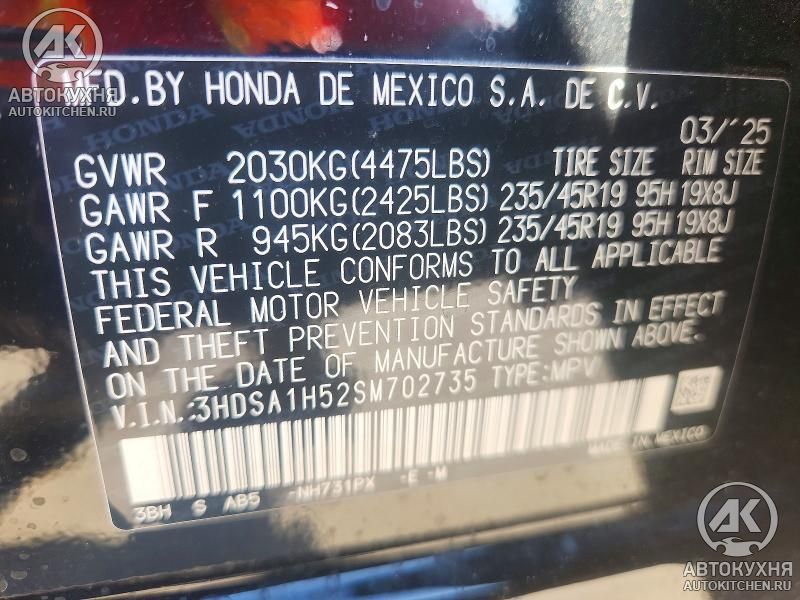 AK
АВТОКУХНЯ
AUTOKITCHEN.RU
MFD.BY HONDA DE MEXICO S.A. DE C.V.
03/'25
GVWR 2030KG(4475LBS) TIRE SIZE RIM SIZE
GAWR F 1100KG(2425LBS) 235/45R19 95H 19X8J
GAWR R 945KG(2083LBS) 235/45R19 95H 19X8J
THIS VEHICLE CONFORMS TO ALL APPLICABLE
FEDERAL MOTOR VEHICLE SAFETY
AND THEFT PREVENTION STANDARDS IN EFFECT
ON THE DATE OF MANUFACTURE SHOWN ABOVE.
V.I.N.:3HDSA1H52SM702735 TYPE:MPV
MADE IN MEXICO
3BH S AB5 -NH731PX -E -M
AK
АВТОКУХНЯ
AUTOKITCHEN.RU